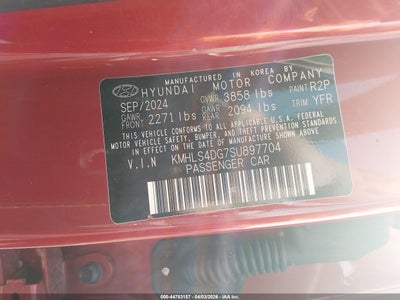 MANUFACTURED IN KOREA BY
HYUNDAI MOTOR COMPANY
SEP/2024 GVWR 3858 lbs PAINT R2P
GAWR FRONT 2271 lbs GAWR REAR 2094 lbs TRIM YFR
THIS VEHICLE CONFORMS TO ALL APPLICABLE U.S. FEDERAL
MOTOR VEHICLE SAFETY, BUMPER, AND THEFT PREVENTION
STANDARDS IN EFFECT ON THE DATE OF MANUFACTURE SHOWN ABOVE.
V.I.N KMHLS4DG7SU897704
PASSENGER CAR
000-44783157 - 04/03/2026 - IAA Inc.